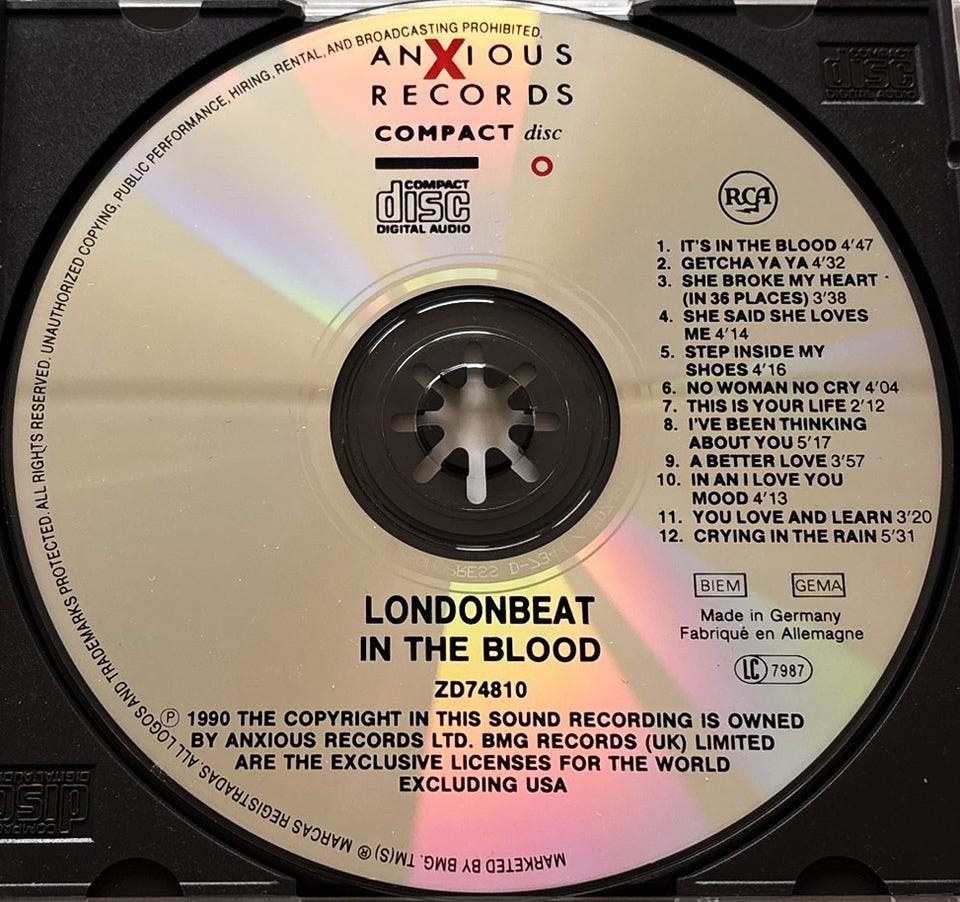 ANXIOUS
RECORDS
COMPACT disc
COMPACT
disc
DIGITAL AUDIO
COMPACT
disc
DIGITAL AUDIO
RCA
1. IT'S IN THE BLOOD 4'47
2. GETCHA YA YA 4'32
3. SHE BROKE MY HEART
(IN 36 PLACES) 3'38
4. SHE SAID SHE LOVES
ME 4'14
5. STEP INSIDE MY
SHOES 4'16
6. NO WOMAN NO CRY 4'04
7. THIS IS YOUR LIFE 2'12
8. I'VE BEEN THINKING
ABOUT YOU 5'17
9. A BETTER LOVE 3'57
10. IN AN I LOVE YOU
MOOD 4'13
11. YOU LOVE AND LEARN 3'20
12. CRYING IN THE RAIN 5'31
BIEM GEMA
Made in Germany
Fabriqué en Allemagne
LC 7987
LONDONBEAT
IN THE BLOOD
ZD74810
Ⓟ 1990 THE COPYRIGHT IN THIS SOUND RECORDING IS OWNED
BY ANXIOUS RECORDS LTD. BMG RECORDS (UK) LIMITED
ARE THE EXCLUSIVE LICENSES FOR THE WORLD
EXCLUDING USA
MARKETED BY BMG. TM(S) ® MARCAS REGISTRADAS. ALL LOGOS AND TRADEMARKS PROTECTED. ALL RIGHTS RESERVED. UNAUTHORIZED COPYING, PUBLIC PERFORMANCE, HIRING, RENTAL, AND BROADCASTING PROHIBITED.
COMPACT
disc
DIGITAL AUDIO